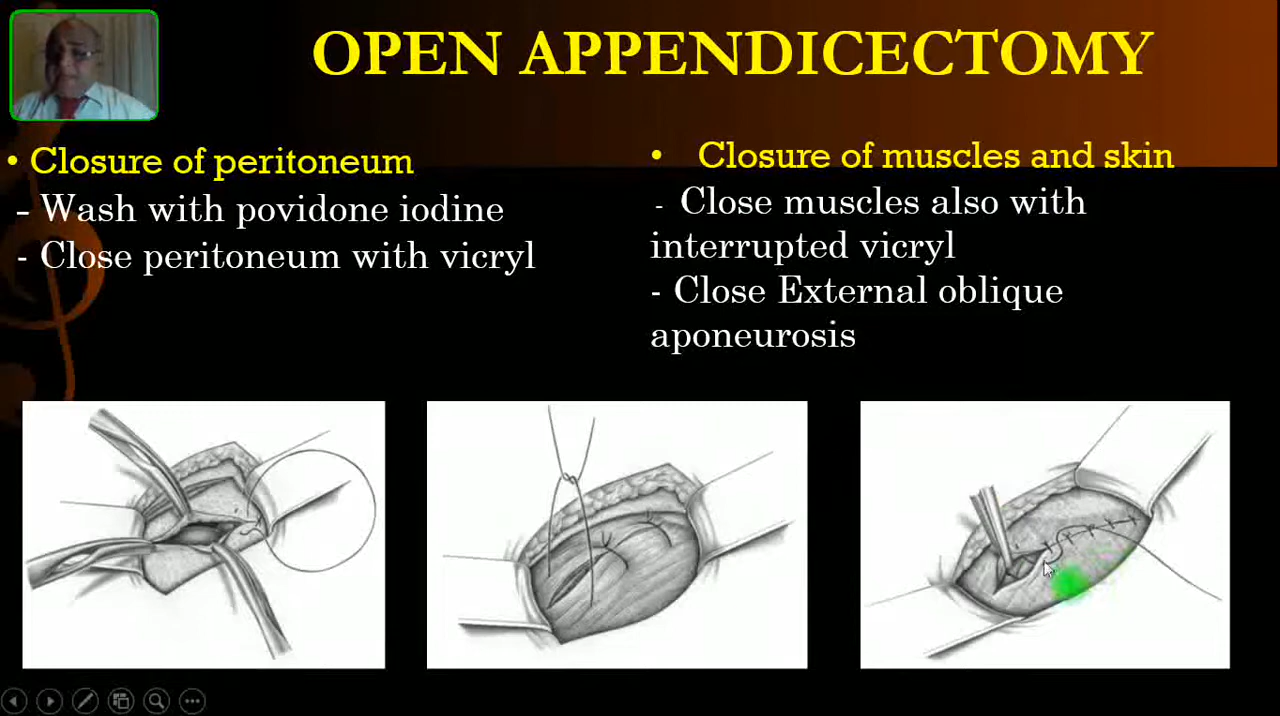 OPEN APPENDICECTOMY
• Closure of peritoneum
- Wash with povidone iodine
- Close peritoneum with vicryl
• Closure of muscles and skin
- Close muscles also with
interrupted vicryl
- Close External oblique
aponeurosis